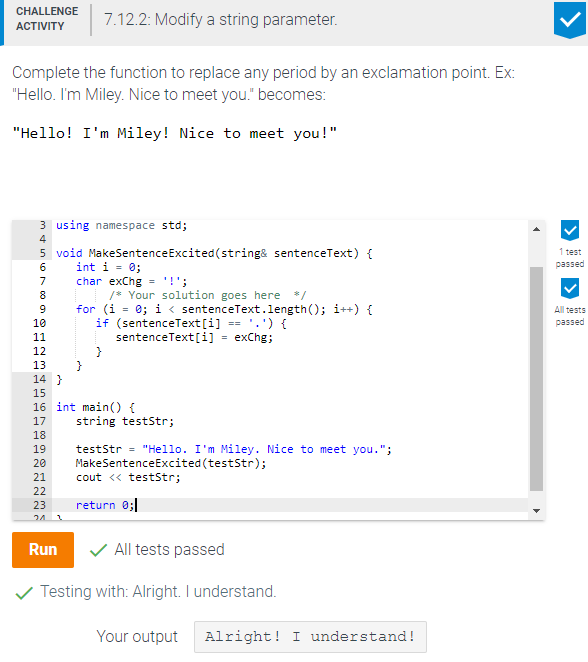 CHALLENGE
ACTIVITY
7.12.2: Modify a string parameter.
Complete the function to replace any period by an exclamation point. Ex:
"Hello. I'm Miley. Nice to meet you." becomes:
"Hello! I'm Miley! Nice to meet you!"
3 using namespace std;
4
5 void MakeSentenceExcited(string& sentenceText) {
6    int i = 0;
7    char exChg = '!';
8         /* Your solution goes here  */
9    for (i = 0; i < sentenceText.length(); i++) {
10       if (sentenceText[i] == '.') {
11          sentenceText[i] = exChg;
12       }
13    }
14 }
15
16 int main() {
17    string testStr;
18
19    testStr = "Hello. I'm Miley. Nice to meet you.";
20    MakeSentenceExcited(testStr);
21    cout << testStr;
22
23    return 0;
24 }
1 test
passed
All tests
passed
Run
All tests passed
Testing with: Alright. I understand.
Your output
Alright! I understand!